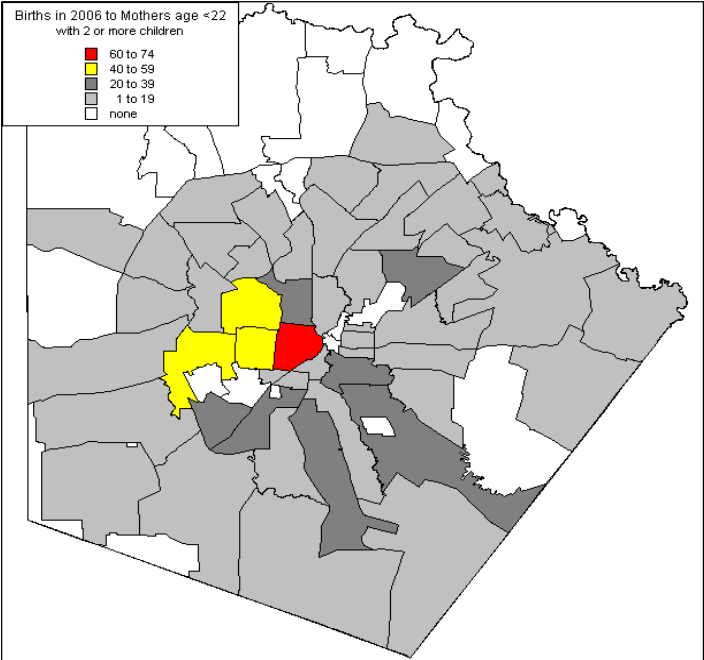 Births in 2006 to Mothers age <22
with 2 or more children
60 to 74
40 to 59
20 to 39
1 to 19
none